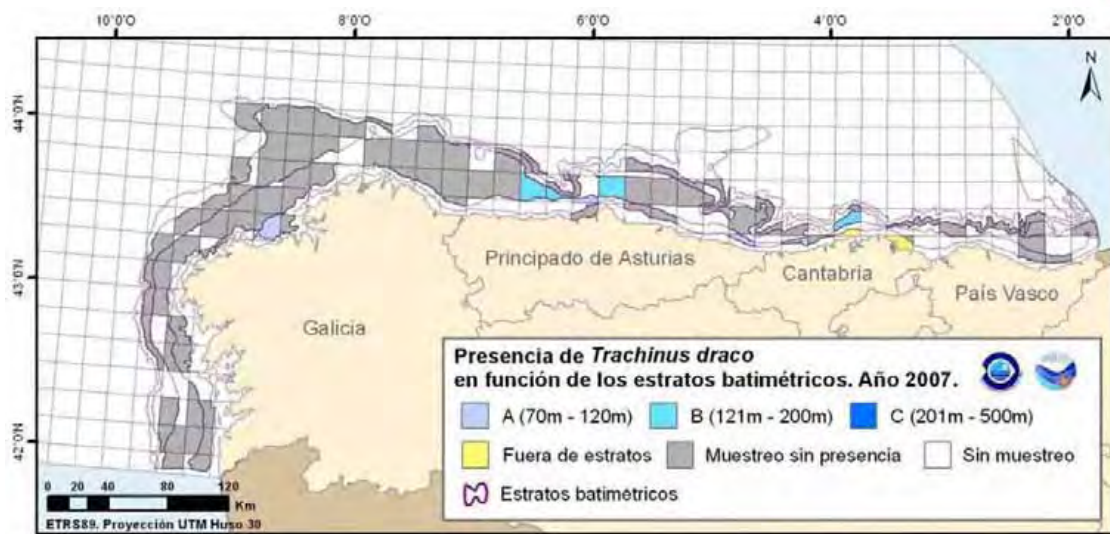 10°0'O 8°0'O 6°0'O 4°0'O 2°0'O
N
44°0'N
43°0'N
42°0'N
Principado de Asturias
Cantabria
País Vasco
Galicia
Presencia de Trachinus draco
en función de los estratos batimétricos. Año 2007.
A (70m - 120m) B (121m - 200m) C (201m - 500m)
Fuera de estratos Muestreo sin presencia Sin muestreo
Estratos batimétricos
0 20 40 80 120
Km
ETRS89. Proyección UTM Huso 30